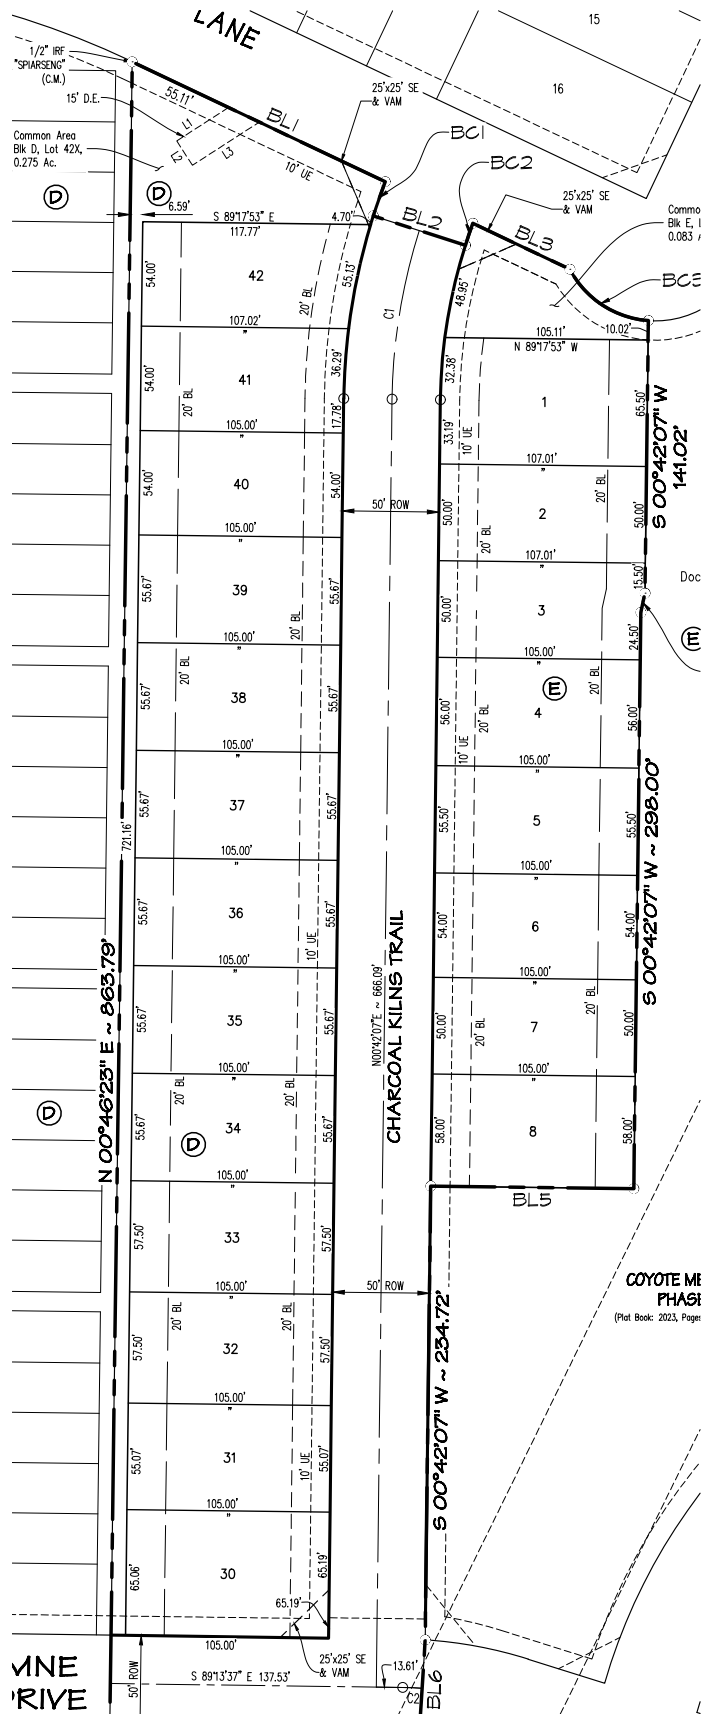 LANE
15
16
1/2" IRF
"SPIARSENG"
(C.M.)
15' D.E.
Common Area
Blk D, Lot 42X,
0.275 Ac.
55.11'
BL1
L1
L2
L3
10' UE
25'x25' SE
& VAM
BC1
BC2
25'x25' SE
& VAM
BL2
BL3
Blk E,
0.083
BC3
D
D
6.59'
S 89°17'53" E
4.70'
117.77'
42
54.00'
20' BL
55.13'
C1
48.95'
10.02'
105.11'
N 89°17'53" W
107.02'
"
36.29'
32.38'
41
54.00'
20' BL
17.78'
1
33.19'
10' UE
65.50'
S 00°42'07" W
141.02'
105.00'
"
40
54.00'
54.00'
107.01'
"
20' BL
50' ROW
2
50.00'
50.00'
20' BL
105.00'
"
39
55.67'
55.67'
20' BL
107.01'
"
15.50'
3
50.00'
24.50'
E
105.00'
"
105.00'
"
38
55.67'
55.67'
20' BL
E
4
56.00'
56.00'
20' BL
20' BL
10' UE
105.00'
"
105.00'
"
37
55.67'
55.67'
721.16'
5
55.50'
55.50'
S 00°42'07" W ~ 298.00'
105.00'
"
105.00'
"
36
55.67'
55.67'
10' UE
6
54.00'
54.00'
N 00°46'23" E ~ 863.79'
CHARCOAL KILNS TRAIL
N00°42'07"E ~ 666.09'
105.00'
"
105.00'
"
35
55.67'
55.67'
7
50.00'
50.00'
20' BL
20' BL
105.00'
"
105.00'
"
D
D
34
55.67'
55.67'
20' BL
20' BL
8
58.00'
58.00'
105.00'
"
BL5
33
57.50'
57.50'
50' ROW
COYOTE
(Plat Book: 2023,
105.00'
"
32
57.50'
57.50'
20' BL
20' BL
S 00°42'07" W ~ 234.72'
105.00'
"
31
55.07'
55.07'
10' UE
105.00'
"
30
65.06'
65.19'
65.19'
105.00'
25'x25' SE
& VAM
50' ROW
S 89°13'37" E 137.53'
13.61'
C2
BL6